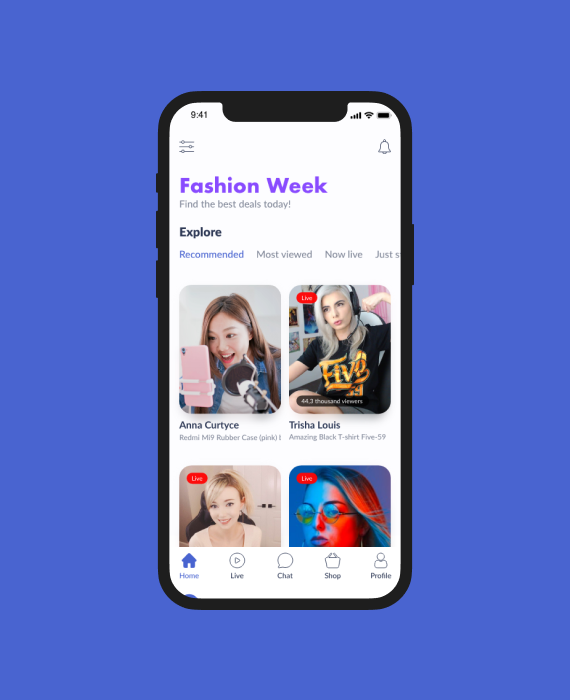 9:41
Fashion Week
Find the best deals today!
Explore
Recommended Most viewed Now live Just s
Live
44,3 thousand viewers
Anna Curtyce Trisha Louis
Redmi Mi9 Rubber Case (pink) Amazing Black T-shirt Five-59
Live Live
Home Live Chat Shop Profile